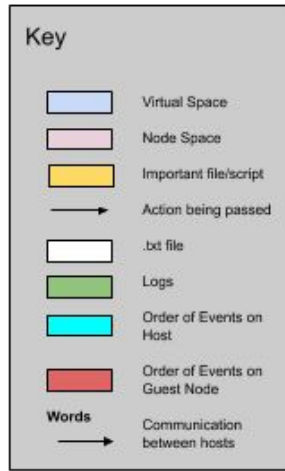 Key
Virtual Space
Node Space
Important file/script
Action being passed
.txt file
Logs
Order of Events on
Host
Order of Events on
Guest Node
Words
Communication
between hosts